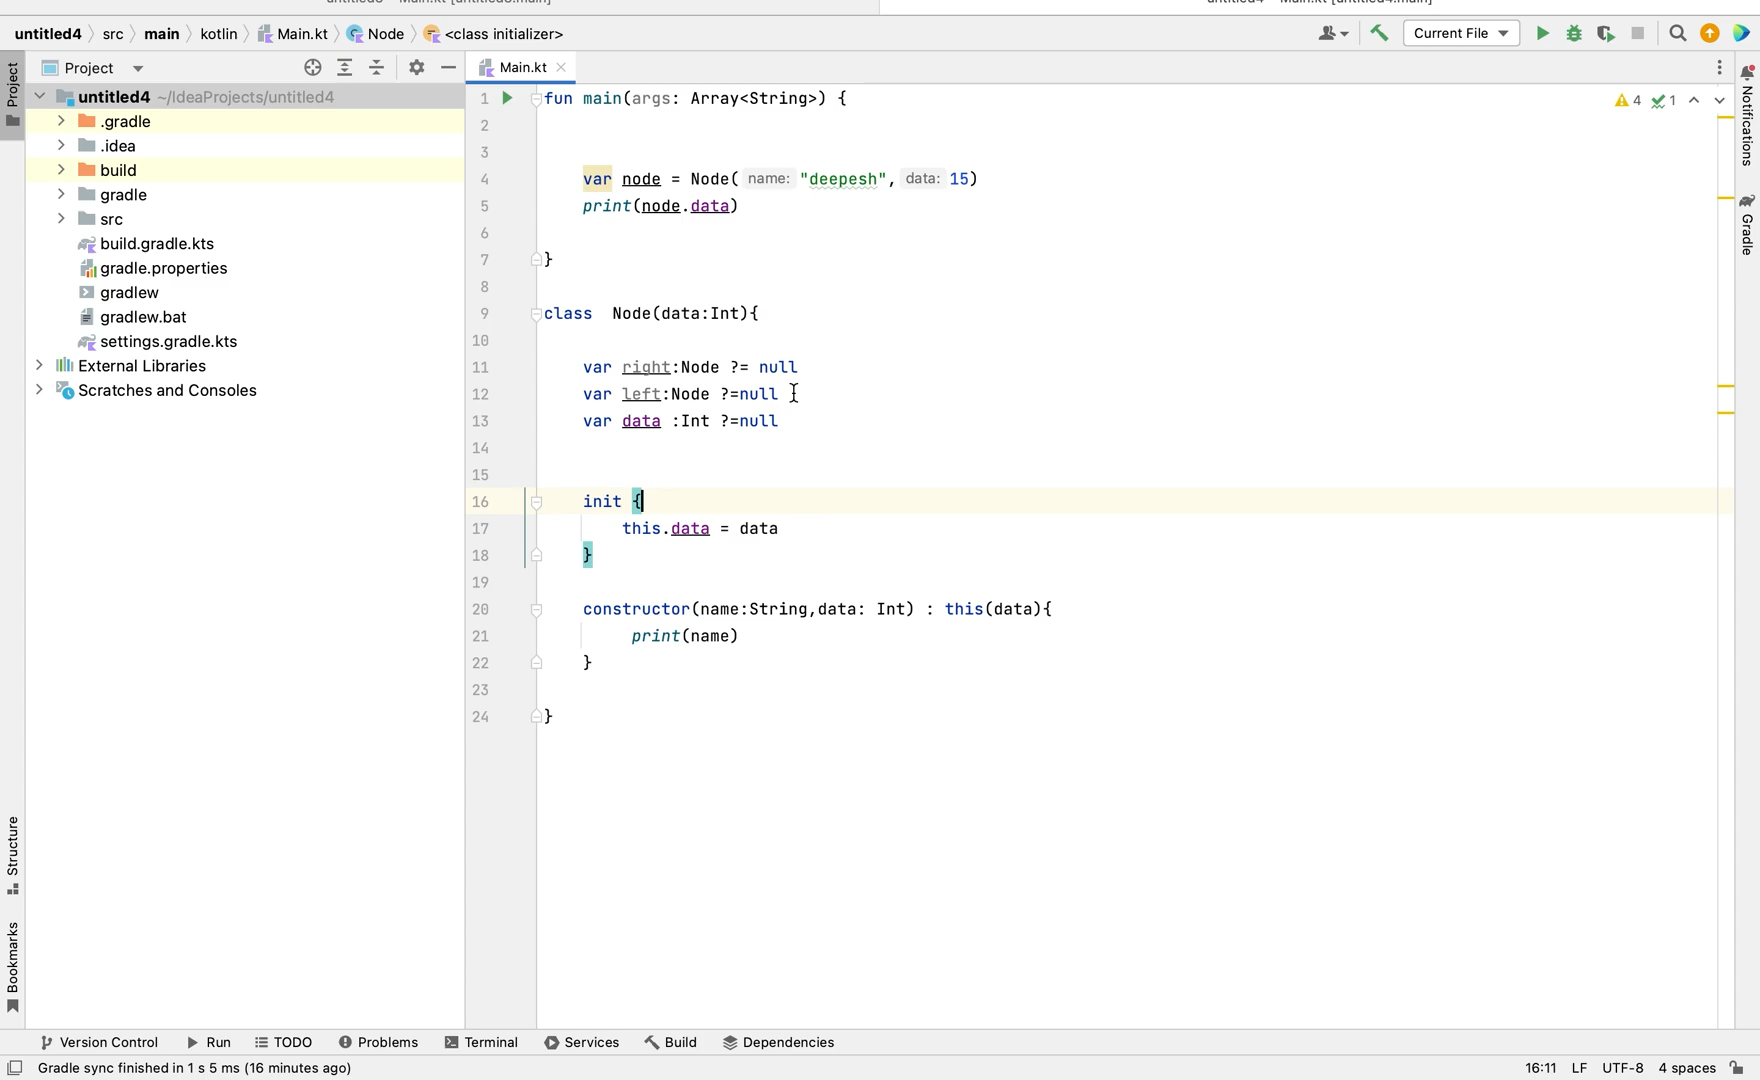 untitled4 src main kotlin Main.kt Node <class initializer> Current File
Project
Project
Main.kt
untitled4 ~/IdeaProjects/untitled4
.gradle
.idea
build
gradle
src
build.gradle.kts
gradle.properties
gradlew
gradlew.bat
settings.gradle.kts
External Libraries
Scratches and Consoles
1 fun main(args: Array<String>) {
4 1
2
3
4 var node = Node( name: "deepesh", data: 15)
5 print(node.data)
6
7 }
8
9 class Node(data:Int){
10
11 var right:Node ?= null
12 var left:Node ?=null
13 var data :Int ?=null
14
15
16 init {
17 this.data = data
18 }
19
20 constructor(name:String,data: Int) : this(data){
21 print(name)
22 }
23
24 }
Notifications
Gradle
Structure
Bookmarks
Version Control Run TODO Problems Terminal Services Build Dependencies
Gradle sync finished in 1 s 5 ms (16 minutes ago) 16:11 LF UTF-8 4 spaces